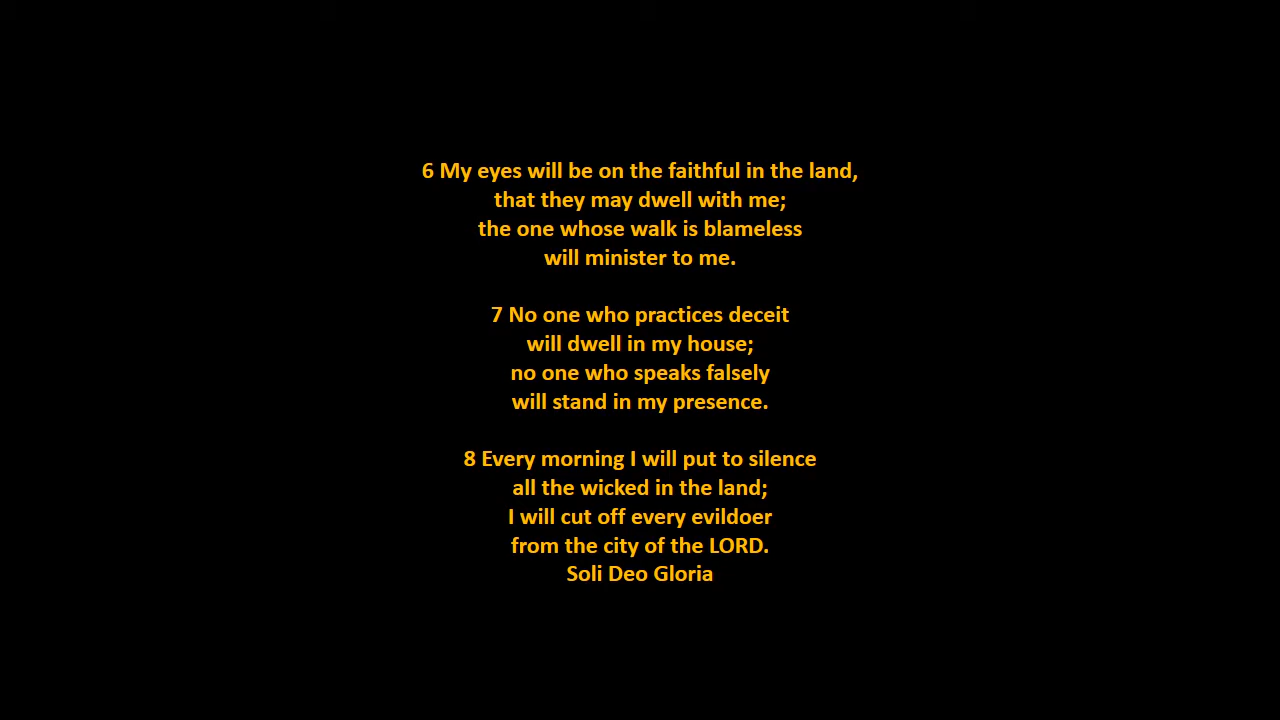 6 My eyes will be on the faithful in the land,
that they may dwell with me;
the one whose walk is blameless
will minister to me.
7 No one who practices deceit
will dwell in my house;
no one who speaks falsely
will stand in my presence.
8 Every morning I will put to silence
all the wicked in the land;
I will cut off every evildoer
from the city of the LORD.
Soli Deo Gloria